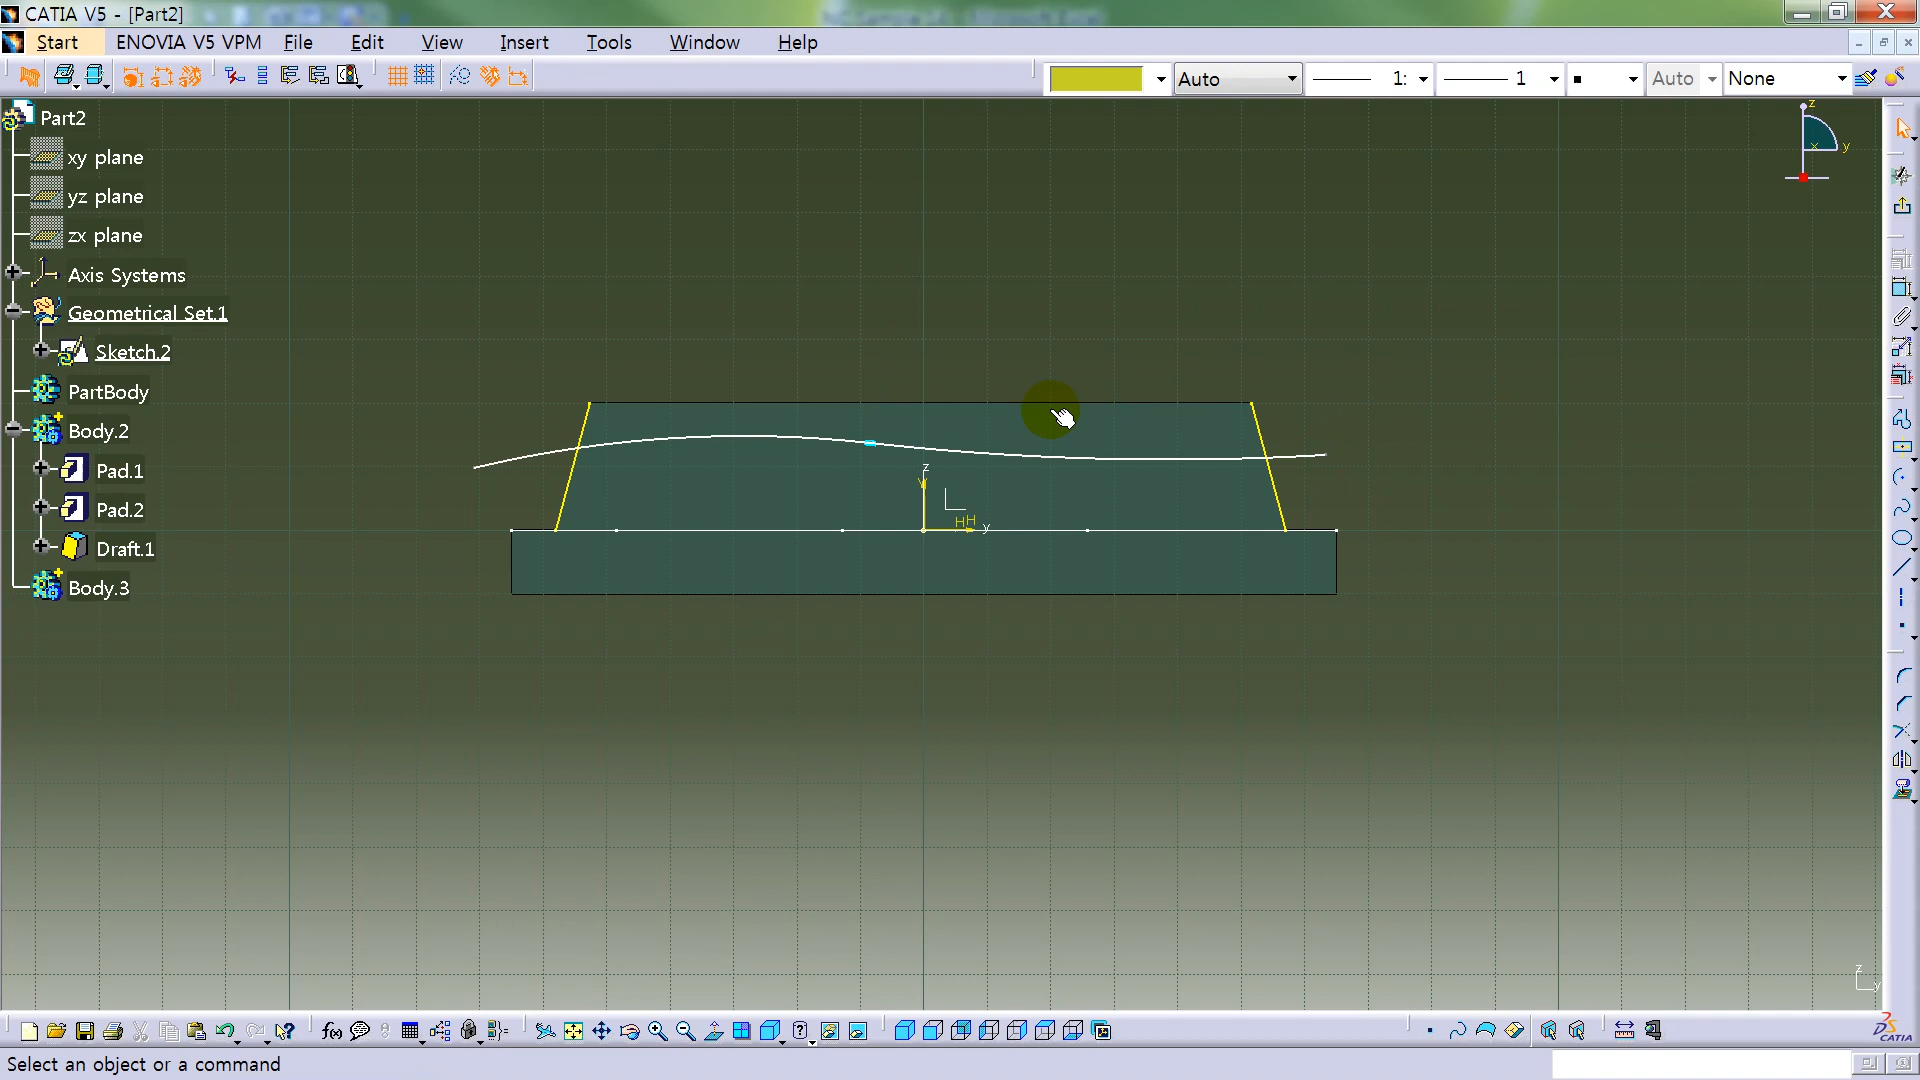 CATIA V5 - [Part2]
Start ENOVIA V5 VPM File Edit View Insert Tools Window Help
Auto 1: 1 Auto None
Part2
xy plane
yz plane
zx plane
Axis Systems
Geometrical Set.1
Sketch.2
PartBody
Body.2
Pad.1
Pad.2
Draft.1
Body.3
z
x y
z
V
H H y
z
y
f(x)
CATIA
Select an object or a command